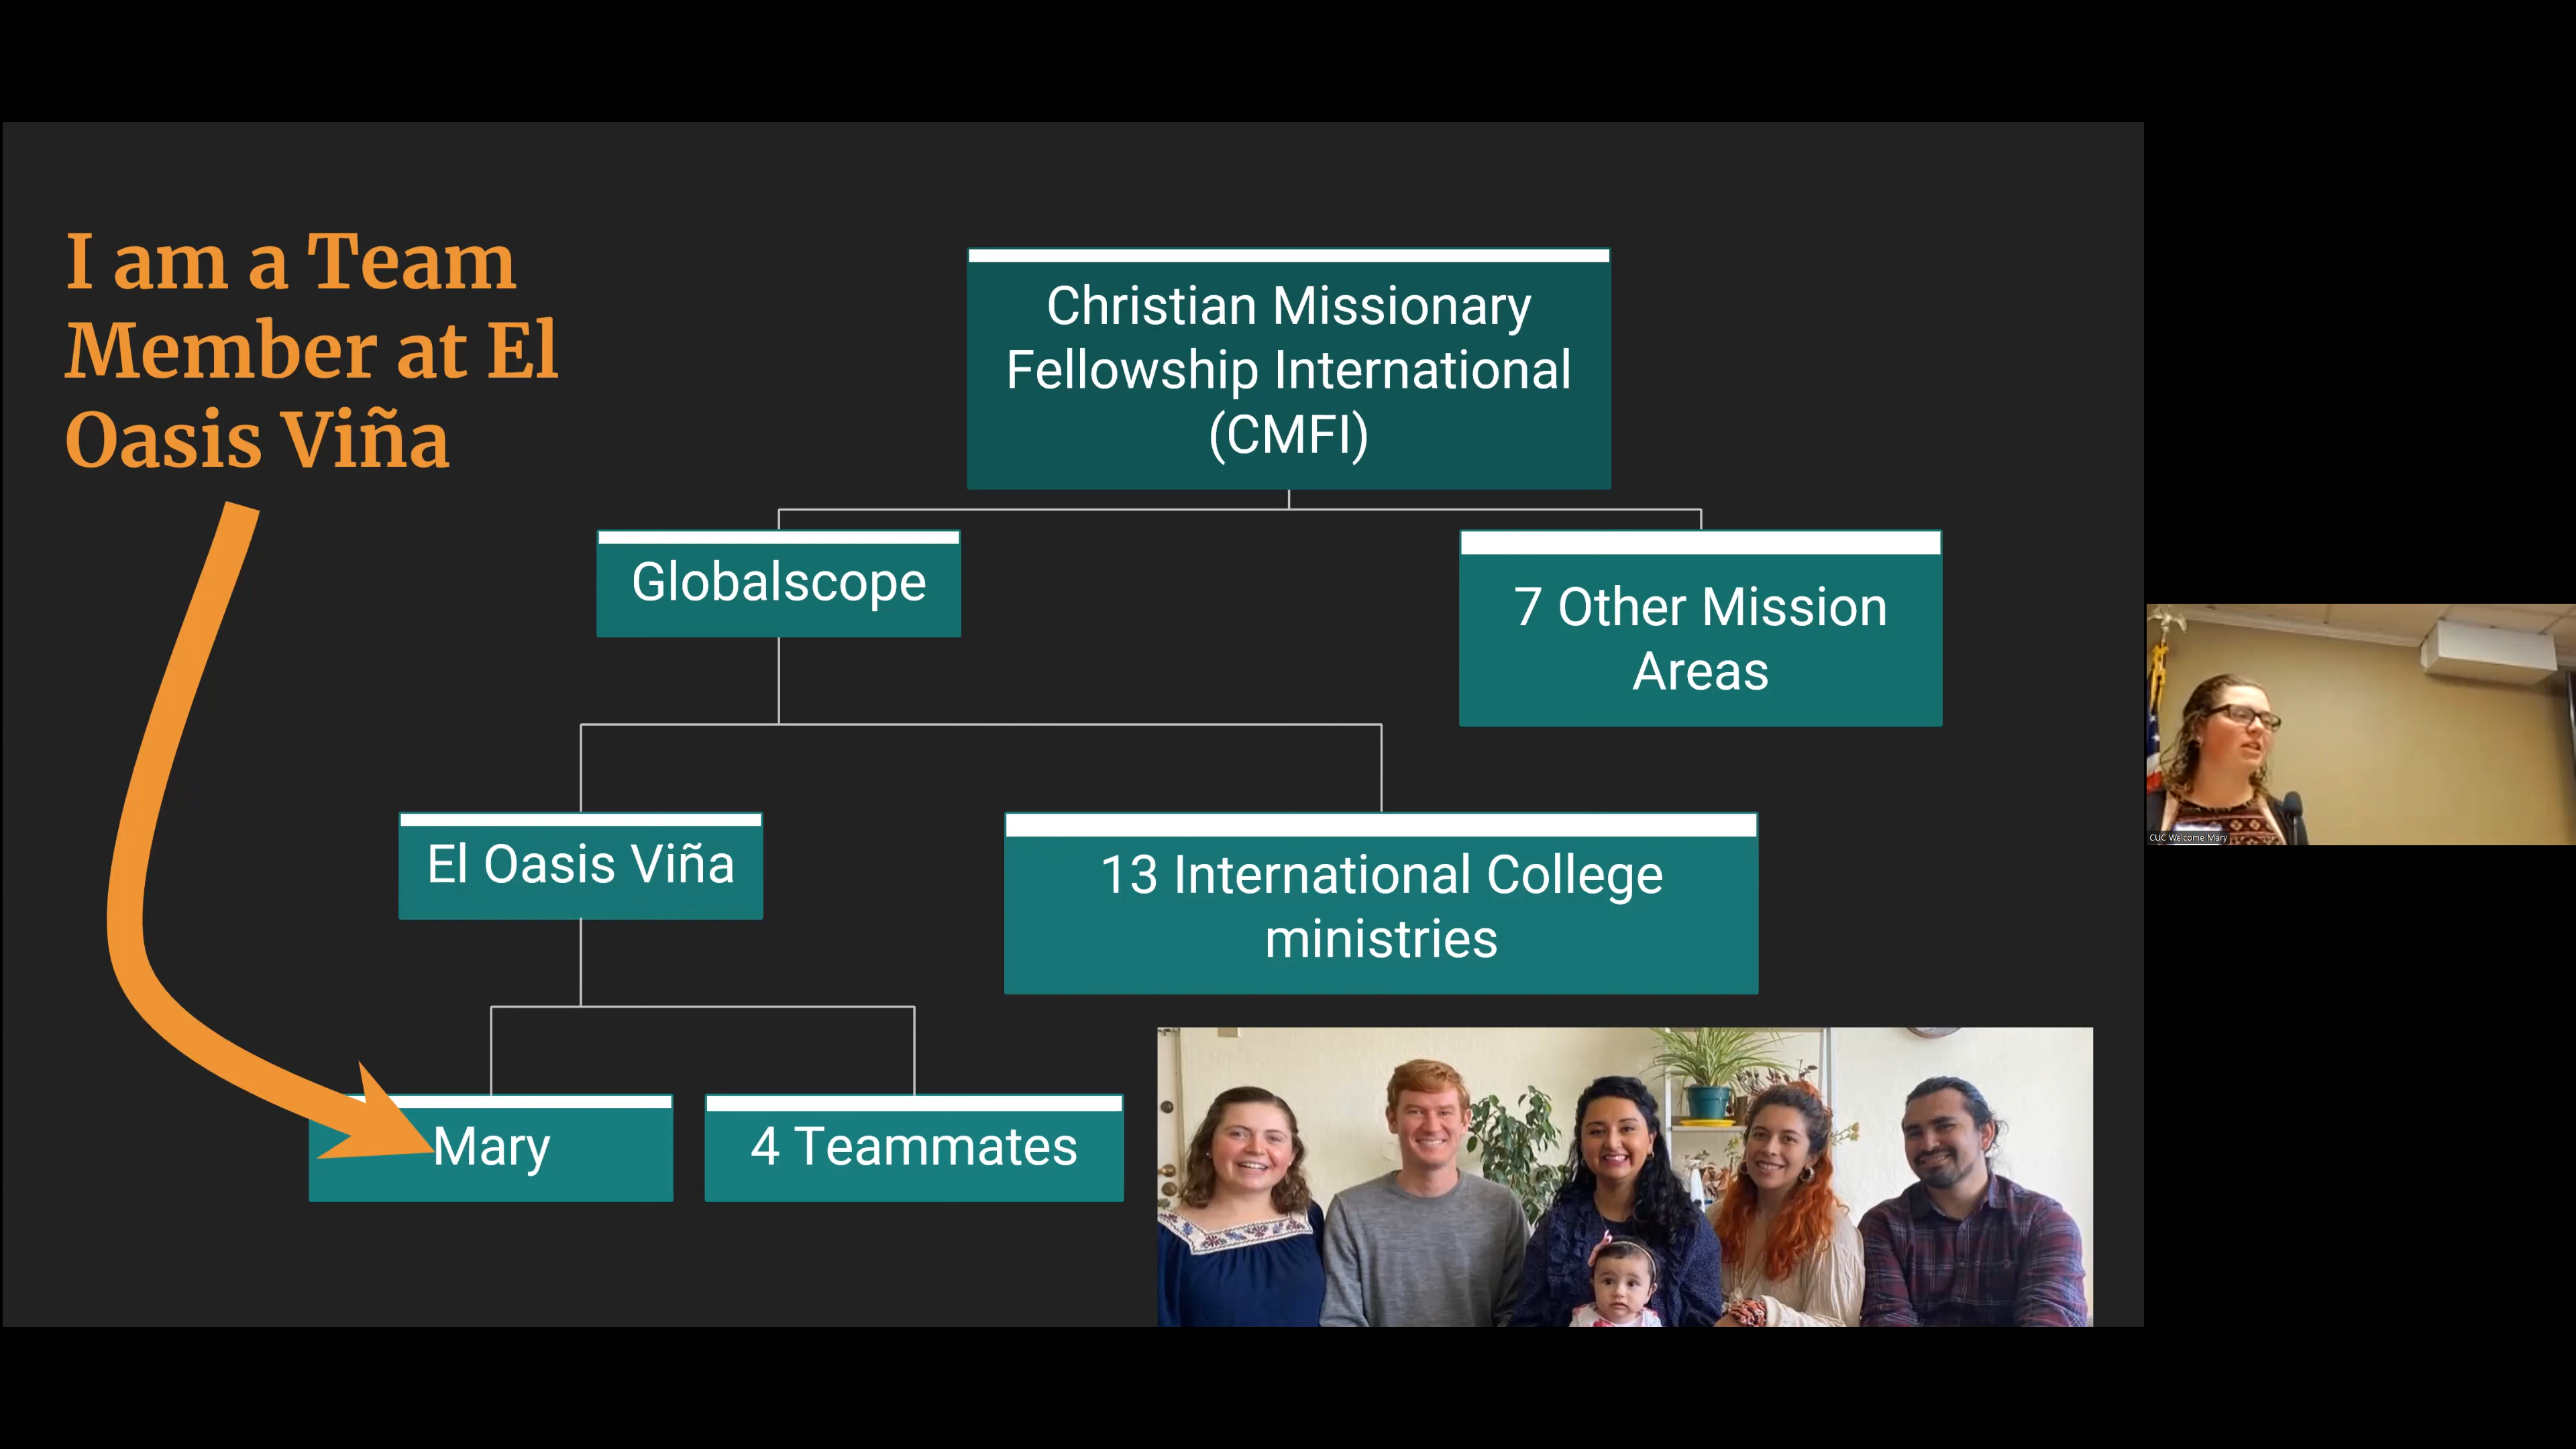 I am a Team
Member at El
Oasis Viña
Christian Missionary
Fellowship International
(CMFI)
Globalscope
7 Other Mission
Areas
El Oasis Viña
13 International College
ministries
Mary
4 Teammates
CUC Welcome Mary